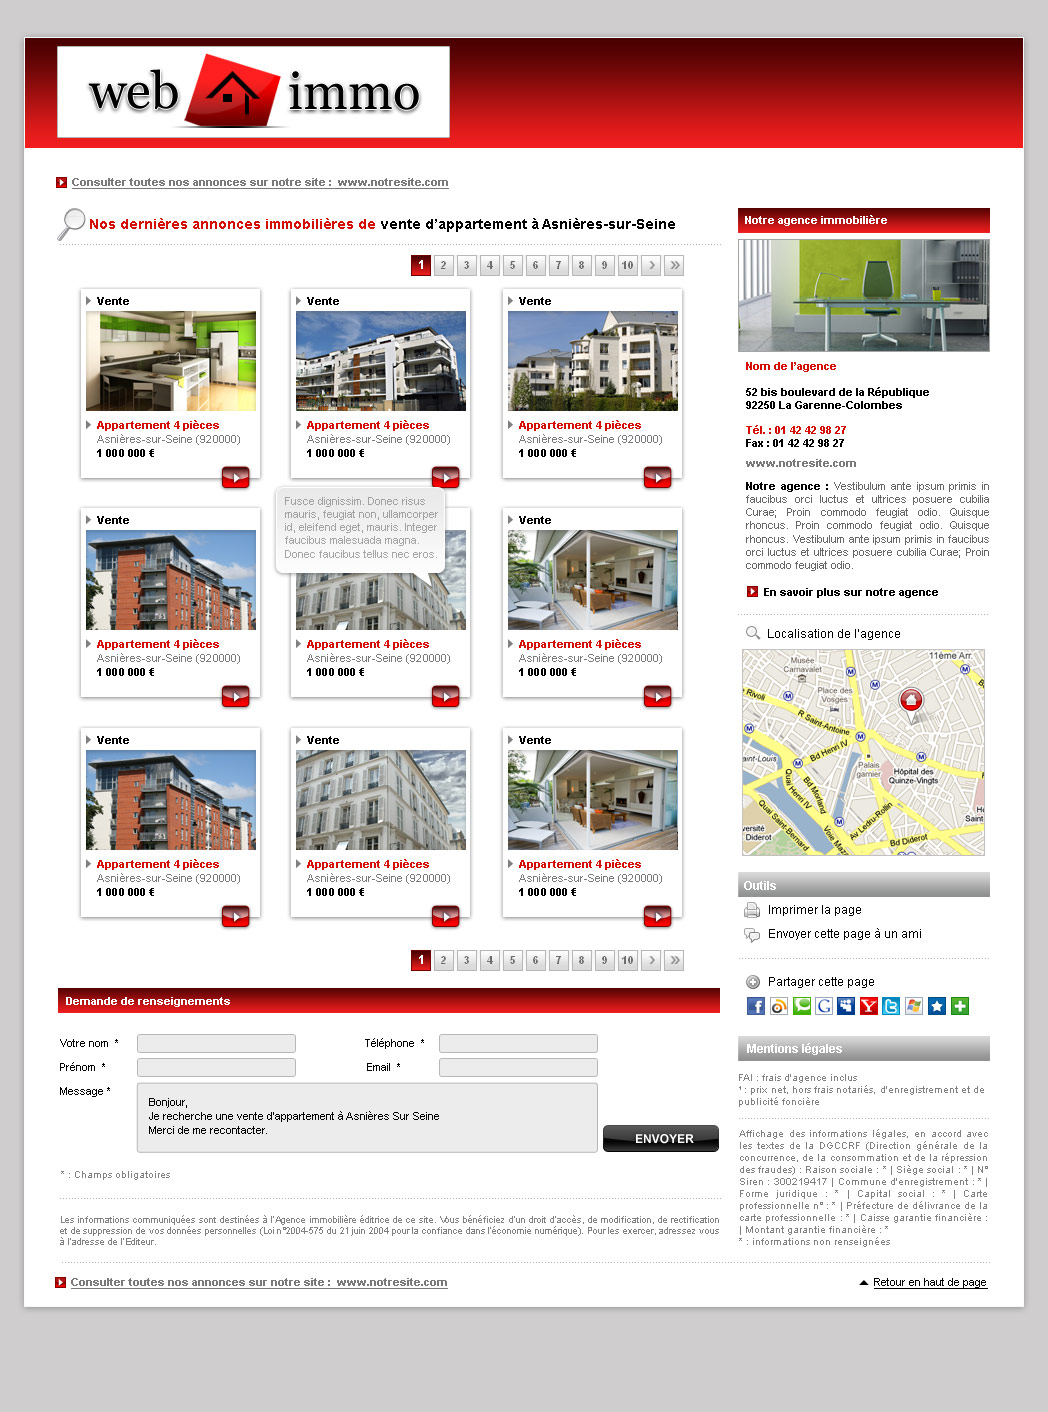 web immo
Consulter toutes nos annonces sur notre site : www.notresite.com
Nos dernières annonces immobilières de vente d'appartement à Asnières-sur-Seine
1 2 3 4 5 6 7 8 9 10 > »
Vente
Appartement 4 pièces
Asnières-sur-Seine (920000)
1 000 000 €
Vente
Appartement 4 pièces
Asnières-sur-Seine (920000)
1 000 000 €
Vente
Appartement 4 pièces
Asnières-sur-Seine (920000)
1 000 000 €
Vente
Appartement 4 pièces
Asnières-sur-Seine (920000)
1 000 000 €
Fusce dignissim. Donec risus
mauris, feugiat non, ullamcorper
id, eleifend eget, mauris. Integer
faucibus malesuada magna.
Donec faucibus tellus nec eros.
Appartement 4 pièces
Asnières-sur-Seine (920000)
1 000 000 €
Vente
Appartement 4 pièces
Asnières-sur-Seine (920000)
1 000 000 €
Vente
Appartement 4 pièces
Asnières-sur-Seine (920000)
1 000 000 €
Vente
Appartement 4 pièces
Asnières-sur-Seine (920000)
1 000 000 €
Vente
Appartement 4 pièces
Asnières-sur-Seine (920000)
1 000 000 €
1 2 3 4 5 6 7 8 9 10 > »
Demande de renseignements
Votre nom *
Téléphone *
Prénom *
Email *
Message *
Bonjour,
Je recherche une vente d'appartement à Asnières Sur Seine
Merci de me recontacter.
ENVOYER
* : Champs obligatoires
Les informations communiquées sont destinées à l'Agence immobilière éditrice de ce site. Vous bénéficiez d'un droit d'accès, de modification, de rectification
et de suppression de vos données personnelles (Loi n°2004-575 du 21 juin 2004 pour la confiance dans l'économie numérique). Pour les exercer, adressez vous
à l'adresse de l'Editeur.
Notre agence immobilière
Nom de l'agence
52 bis boulevard de la République
92250 La Garenne-Colombes
Tél. : 01 42 42 98 27
Fax : 01 42 42 98 27
www.notresite.com
Notre agence : Vestibulum ante ipsum primis in
faucibus orci luctus et ultrices posuere cubilia
Curae; Proin commodo feugiat odio. Quisque
rhoncus. Proin commodo feugiat odio. Quisque
rhoncus. Vestibulum ante ipsum primis in faucibus
orci luctus et ultrices posuere cubilia Curae; Proin
commodo feugiat odio.
En savoir plus sur notre agence
Localisation de l'agence
11ème Arr.
Musée
Carnavalet
Rivoli
Place des
Vosges
R Saint-Antoine
Bd Henri IV
aint-Louis
Palais
garnier
Hôpital des
Quinze-Vingts
Quai Henri IV
Bd Morland
Quai Saint-Bernard
Voie Maz
Av Ledru-Rollin
Bd Diderot
versité
Diderot
H
Saint
Outils
Imprimer la page
Envoyer cette page à un ami
Partager cette page
Mentions légales
FAI : frais d'agence inclus
¹ : prix net, hors frais notariés, d'enregistrement et de
publicité foncière
Affichage des informations légales, en accord avec
les textes de la DGCCRF (Direction générale de la
concurrence, de la consommation et de la répression
des fraudes) : Raison sociale : * | Siège social : * | N°
Siren : 300219417 | Commune d'enregistrement : * |
Forme juridique : * | Capital social : * | Carte
professionnelle n° : * | Préfecture de délivrance de la
carte professionnelle : * | Caisse garantie financière :
| Montant garantie financière : *
* : informations non renseignées
Consulter toutes nos annonces sur notre site : www.notresite.com
Retour en haut de page